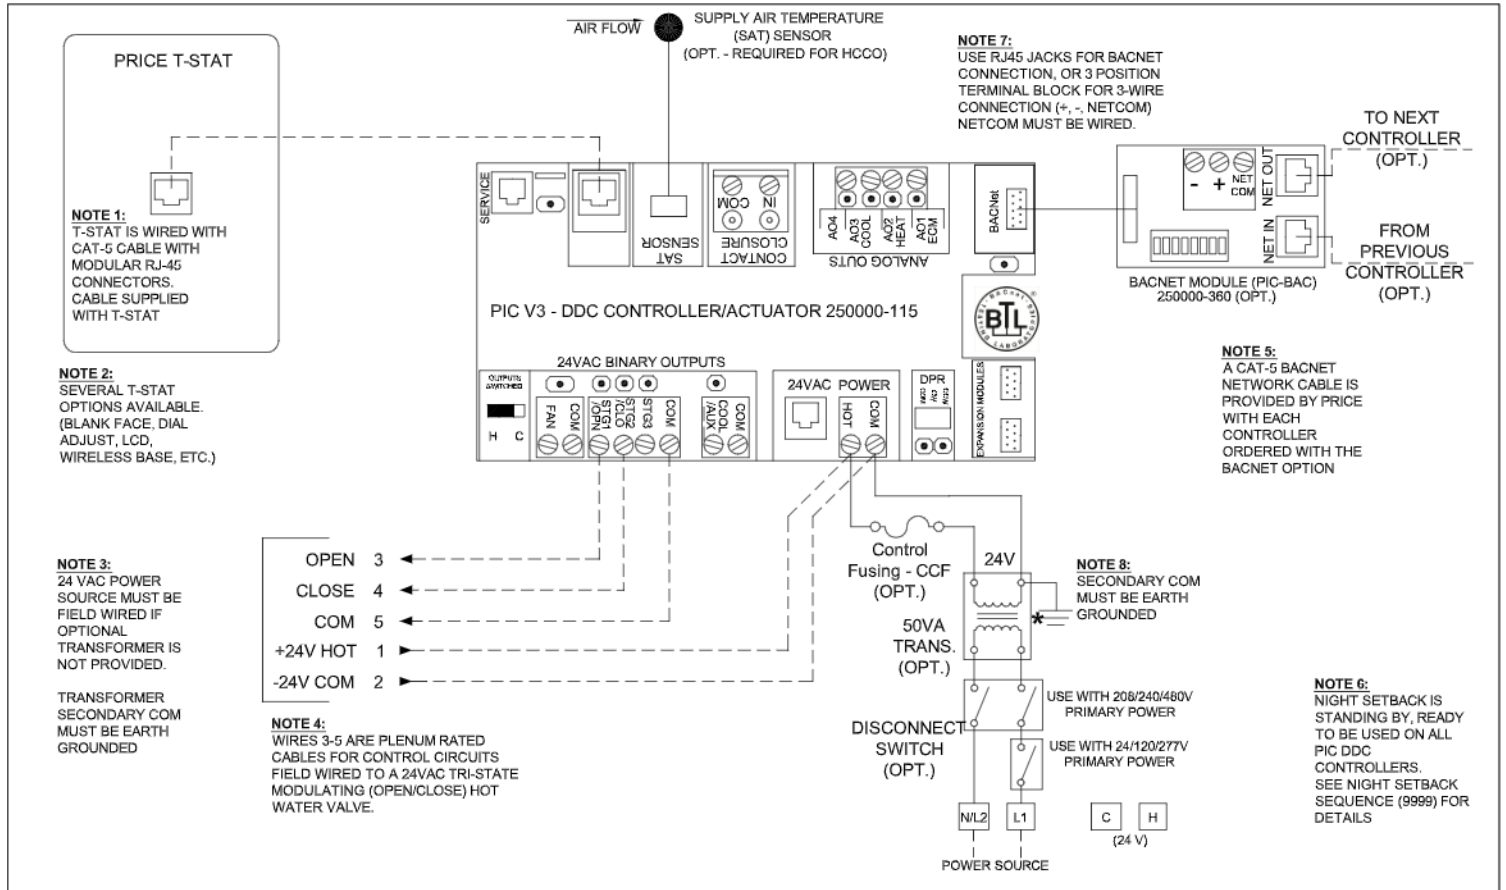 AIR FLOW
SUPPLY AIR TEMPERATURE
(SAT) SENSOR
(OPT. - REQUIRED FOR HCCO)
PRICE T-STAT
NOTE 1:
T-STAT IS WIRED WITH
CAT-5 CABLE WITH
MODULAR RJ-45
CONNECTORS.
CABLE SUPPLIED
WITH T-STAT
NOTE 2:
SEVERAL T-STAT
OPTIONS AVAILABLE.
(BLANK FACE, DIAL
ADJUST, LCD,
WIRELESS BASE, ETC.)
NOTE 7:
USE RJ45 JACKS FOR BACNET
CONNECTION, OR 3 POSITION
TERMINAL BLOCK FOR 3-WIRE
CONNECTION (+, -, NETCOM)
NETCOM MUST BE WIRED.
TO NEXT
CONTROLLER
(OPT.)
FROM
PREVIOUS
CONTROLLER
(OPT.)
- + NET
COM
NET OUT
NET IN
BACNET MODULE (PIC-BAC)
250000-360 (OPT.)
SERVICE
SAT
SENSOR
COM
IN
CONTACT
CLOSURE
AO4
AO3
COOL
AO2
HEAT
AO1
ECM
ANALOG OUTS
BACNet
PIC V3 - DDC CONTROLLER/ACTUATOR 250000-115
BACnet
BTL
TESTING LABORATORIES
®
24VAC BINARY OUTPUTS
OUTPUTS
SWITCHED
H C
FAN
COM
STG1
/OPN
STG2
/CLO
STG3
COM
COOL
/AUX
COM
24VAC POWER
HOT
COM
DPR
EXPANSION MODULES
NOTE 5:
A CAT-5 BACNET
NETWORK CABLE IS
PROVIDED BY PRICE
WITH EACH
CONTROLLER
ORDERED WITH THE
BACNET OPTION
NOTE 3:
24 VAC POWER
SOURCE MUST BE
FIELD WIRED IF
OPTIONAL
TRANSFORMER IS
NOT PROVIDED.
TRANSFORMER
SECONDARY COM
MUST BE EARTH
GROUNDED
OPEN 3
CLOSE 4
COM 5
+24V HOT 1
-24V COM 2
NOTE 4:
WIRES 3-5 ARE PLENUM RATED
CABLES FOR CONTROL CIRCUITS
FIELD WIRED TO A 24VAC TRI-STATE
MODULATING (OPEN/CLOSE) HOT
WATER VALVE.
Control
Fusing - CCF
(OPT.)
24V
50VA
TRANS.
(OPT.)
*
NOTE 8:
SECONDARY COM
MUST BE EARTH
GROUNDED
DISCONNECT
SWITCH
(OPT.)
USE WITH 208/240/480V
PRIMARY POWER
USE WITH 24/120/277V
PRIMARY POWER
N/L2 L1
POWER SOURCE
C H
(24 V)
NOTE 6:
NIGHT SETBACK IS
STANDING BY, READY
TO BE USED ON ALL
PIC DDC
CONTROLLERS.
SEE NIGHT SETBACK
SEQUENCE (9999) FOR
DETAILS